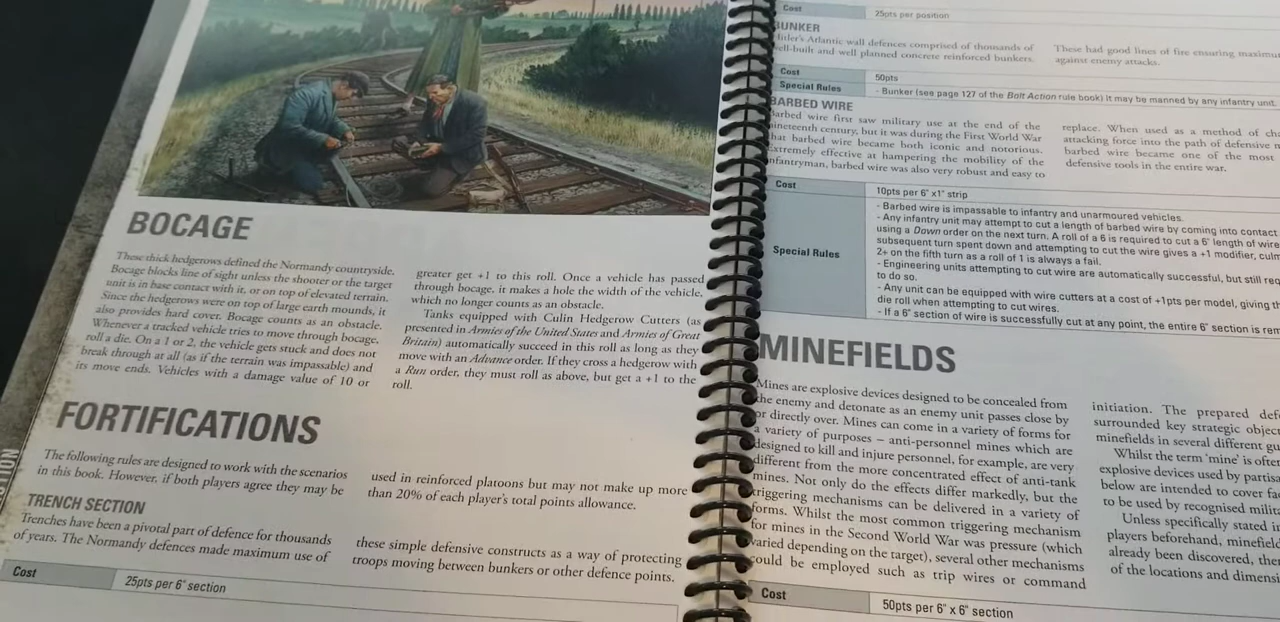 BOCAGE
These thick hedgerows defined the Normandy countryside.
Bocage blocks line of sight unless the shooter or the target
unit is in base contact with it, or on top of elevated terrain.
Since the hedgerows were on top of large earth mounds, it
also provides hard cover. Bocage counts as an obstacle.
Whenever a tracked vehicle tries to move through bocage,
roll a die. On a 1 or 2, the vehicle gets stuck and does not
break through at all (as if the terrain was impassable) and
its move ends. Vehicles with a damage value of 10 or
greater get +1 to this roll. Once a vehicle has passed
through bocage, it makes a hole the width of the vehicle,
which no longer counts as an obstacle.
Tanks equipped with Culin Hedgerow Cutters (as
presented in Armies of the United States and Armies of Great
Britain) automatically succeed in this roll as long as they
move with an Advance order. If they cross a hedgerow with
a Run order, they must roll as above, but get a +1 to the
roll.
FORTIFICATIONS
The following rules are designed to work with the scenarios
in this book. However, if both players agree they may be
used in reinforced platoons but may not make up more
than 20% of each player's total points allowance.
TRENCH SECTION
Trenches have been a pivotal part of defence for thousands
of years. The Normandy defences made maximum use of
these simple defensive constructs as a way of protecting
troops moving between bunkers or other defence points.
Cost 25pts per 6" section
Cost 25pts per position
BUNKER
Hitler's Atlantic wall defences comprised of thousands of
well-built and well planned concrete reinforced bunkers.
These had good lines of fire ensuring
against enemy attacks.
Cost 50pts
Special Rules - Bunker (see page 127 of the Bolt Action rule book) it may be manned by any infantry unit.
BARBED WIRE
Barbed wire first saw military use at the end of the
nineteenth century, but it was during the First World War
that barbed wire became both iconic and notorious.
Extremely effective at hampering the mobility of the
infantryman, barbed wire was also very robust and easy to
replace. When used as a method of
attacking force into the path of defensive
barbed wire became one of the most
defensive tools in the entire war.
Cost 10pts per 6" x1" strip
Special Rules
- Barbed wire is impassable to infantry and unarmoured vehicles.
- Any infantry unit may attempt to cut a length of barbed wire by coming into contact
using a Down order on the next turn. A roll of a 6 is required to cut a 6" length of wire
subsequent turn spent down and attempting to cut the wire gives a +1 modifier,
2+ on the fifth turn as a roll of 1 is always a fail.
- Engineering units attempting to cut wire are automatically successful, but still
to do so.
- Any unit can be equipped with wire cutters at a cost of +1pts per model, giving
die roll when attempting to cut wires.
- If a 6" section of wire is successfully cut at any point, the entire 6" section is
MINEFIELDS
Mines are explosive devices designed to be concealed from
the enemy and detonate as an enemy unit passes close by
or directly over. Mines can come in a variety of forms for
a variety of purposes – anti-personnel mines which are
designed to kill and injure personnel, for example, are very
different from the more concentrated effect of anti-tank
mines. Not only do the effects differ markedly, but the
triggering mechanisms can be delivered in a variety of
forms. Whilst the most common triggering mechanism
for mines in the Second World War was pressure (which
varied depending on the target), several other mechanisms
could be employed such as trip wires or command
initiation. The prepared
surrounded key strategic
minefields in several different
Whilst the term 'mine' is often
explosive devices used by
below are intended to cover
to be used by recognised
Unless specifically stated
players beforehand,
already been discovered,
of the locations and
Cost 50pts per 6" x 6" section